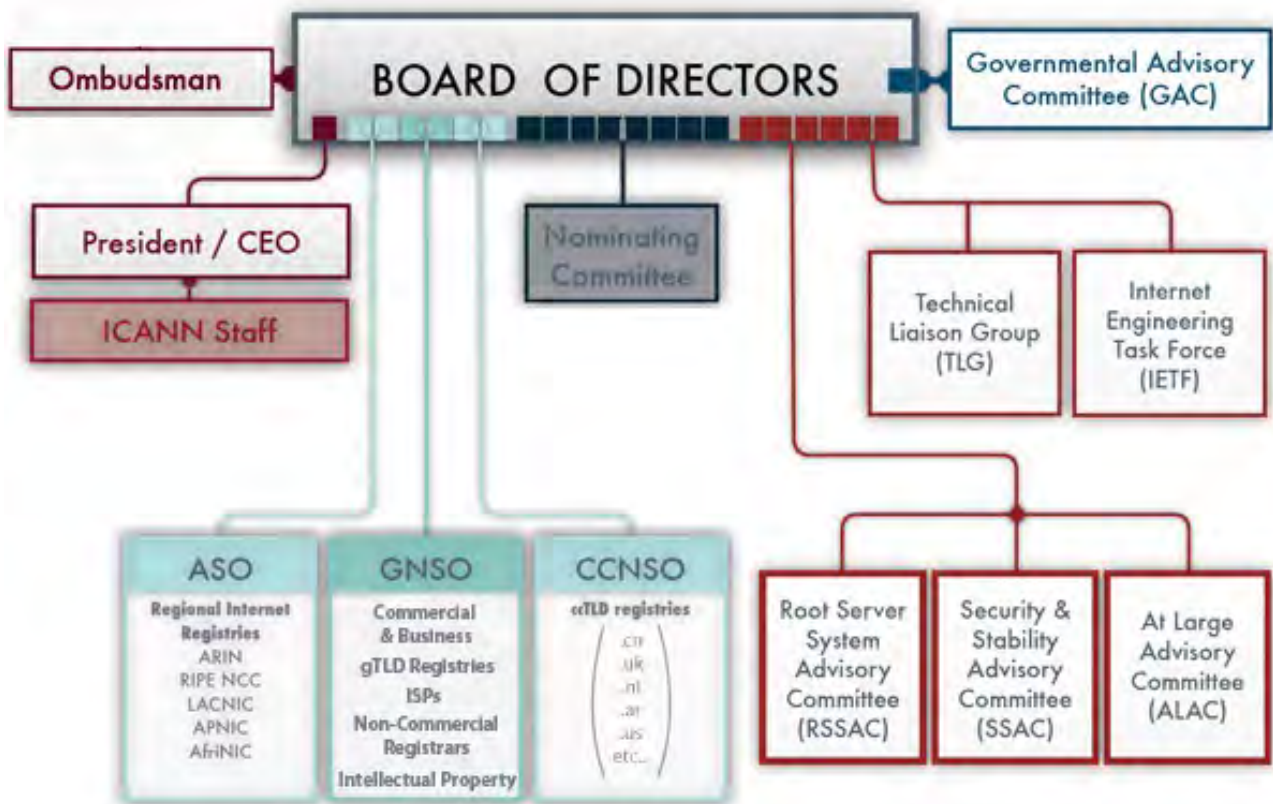 BOARD OF DIRECTORS
Ombudsman
Governmental Advisory
Committee (GAC)
President / CEO
ICANN Staff
Nominating
Committee
Technical
Liaison Group
(TLG)
Internet
Engineering
Task Force
(IETF)
ASO
Regional Internet
Registries
ARIN
RIPE NCC
LACNIC
APNIC
AfriNIC
GNSO
Commercial
& Business
gTLD Registries
ISPs
Non-Commercial
Registrars
Intellectual Property
CCNSO
ccTLD registries
.cn
.uk
.nl
.ar
.us
etc..
Root Server
System
Advisory
Committee
(RSSAC)
Security &
Stability
Advisory
Committee
(SSAC)
At Large
Advisory
Committee
(ALAC)